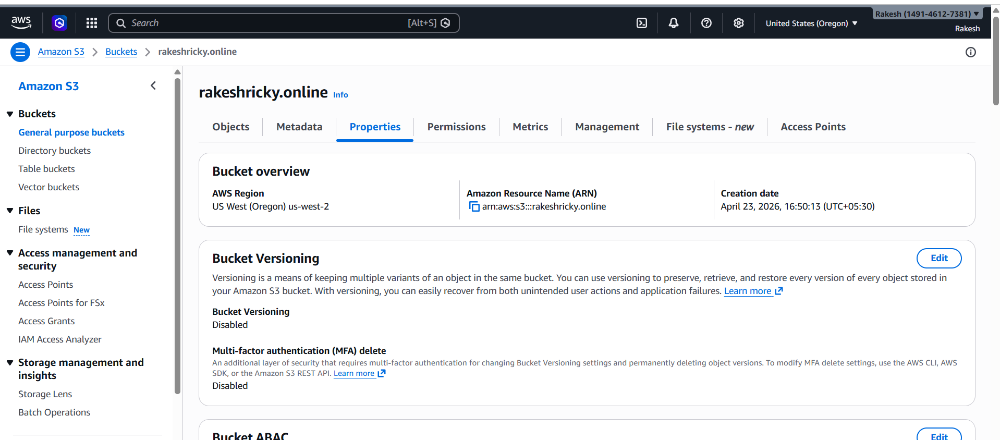 aws
Search
[Alt+S]
United States (Oregon)
Rakesh (1491-4612-7381)
Rakesh
Amazon S3
Buckets
rakeshricky.online
Amazon S3
Buckets
General purpose buckets
Directory buckets
Table buckets
Vector buckets
Files
File systems New
Access management and
security
Access Points
Access Points for FSx
Access Grants
IAM Access Analyzer
Storage management and
insights
Storage Lens
Batch Operations
rakeshricky.online Info
Objects
Metadata
Properties
Permissions
Metrics
Management
File systems - new
Access Points
Bucket overview
AWS Region
US West (Oregon) us-west-2
Amazon Resource Name (ARN)
arn:aws:s3:::rakeshricky.online
Creation date
April 23, 2026, 16:50:13 (UTC+05:30)
Bucket Versioning
Edit
Versioning is a means of keeping multiple variants of an object in the same bucket. You can use versioning to preserve, retrieve, and restore every version of every object stored in
your Amazon S3 bucket. With versioning, you can easily recover from both unintended user actions and application failures. Learn more
Bucket Versioning
Disabled
Multi-factor authentication (MFA) delete
An additional layer of security that requires multi-factor authentication for changing Bucket Versioning settings and permanently deleting object versions. To modify MFA delete settings, use the AWS CLI, AWS
SDK, or the Amazon S3 REST API. Learn more
Disabled
Bucket ABAC
Edit